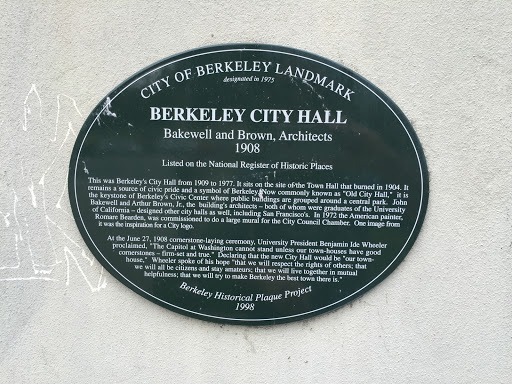 CITY OF BERKELEY LANDMARK
designated in 1975
BERKELEY CITY HALL
Bakewell and Brown, Architects
1908
Listed on the National Register of Historic Places
This was Berkeley's City Hall from 1909 to 1977. It sits on the site of the Town Hall that burned in 1904. It
remains a source of civic pride and a symbol of Berkeley. Now commonly known as "Old City Hall," it is
the keystone of Berkeley's Civic Center where public buildings are grouped around a central park. John
Bakewell and Arthur Brown, Jr., the building's architects – both of whom were graduates of the University
of California – designed other city halls as well, including San Francisco's. In 1972 the American painter,
Romare Bearden, was commissioned to do a large mural for the City Council Chamber. One image from
it was the inspiration for a City logo.
At the June 27, 1908 cornerstone-laying ceremony, University President Benjamin Ide Wheeler
proclaimed, "The Capitol at Washington cannot stand unless our town-houses have good
cornerstones – firm-set and true." Declaring that the new City Hall would be "our town-
house," Wheeler spoke of his hope "that we will respect the rights of others; that
we will all be citizens and stay amateurs; that we will live together in mutual
helpfulness; that we will try to make Berkeley the best town there is."
Berkeley Historical Plaque Project
1998